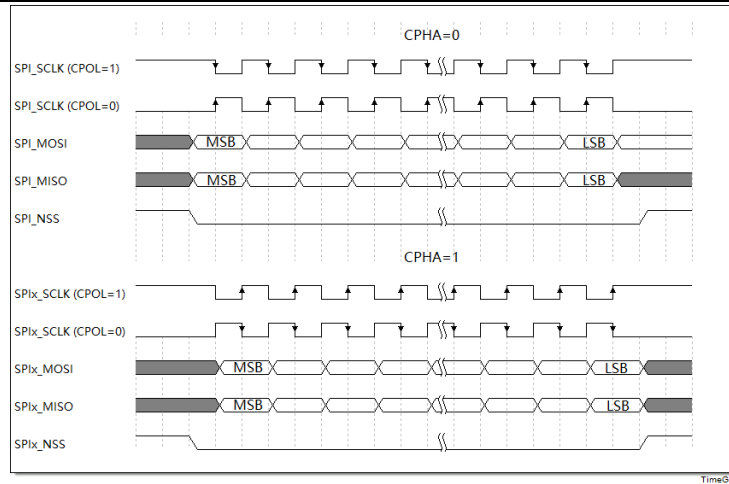 CPHA=0
SPI_SCLK (CPOL=1)
SPI_SCLK (CPOL=0)
SPI_MOSI MSB LSB
SPI_MISO MSB LSB
SPI_NSS
CPHA=1
SPIx_SCLK (CPOL=1)
SPIx_SCLK (CPOL=0)
SPIx_MOSI MSB LSB
SPIx_MISO MSB LSB
SPIx_NSS
TimeG